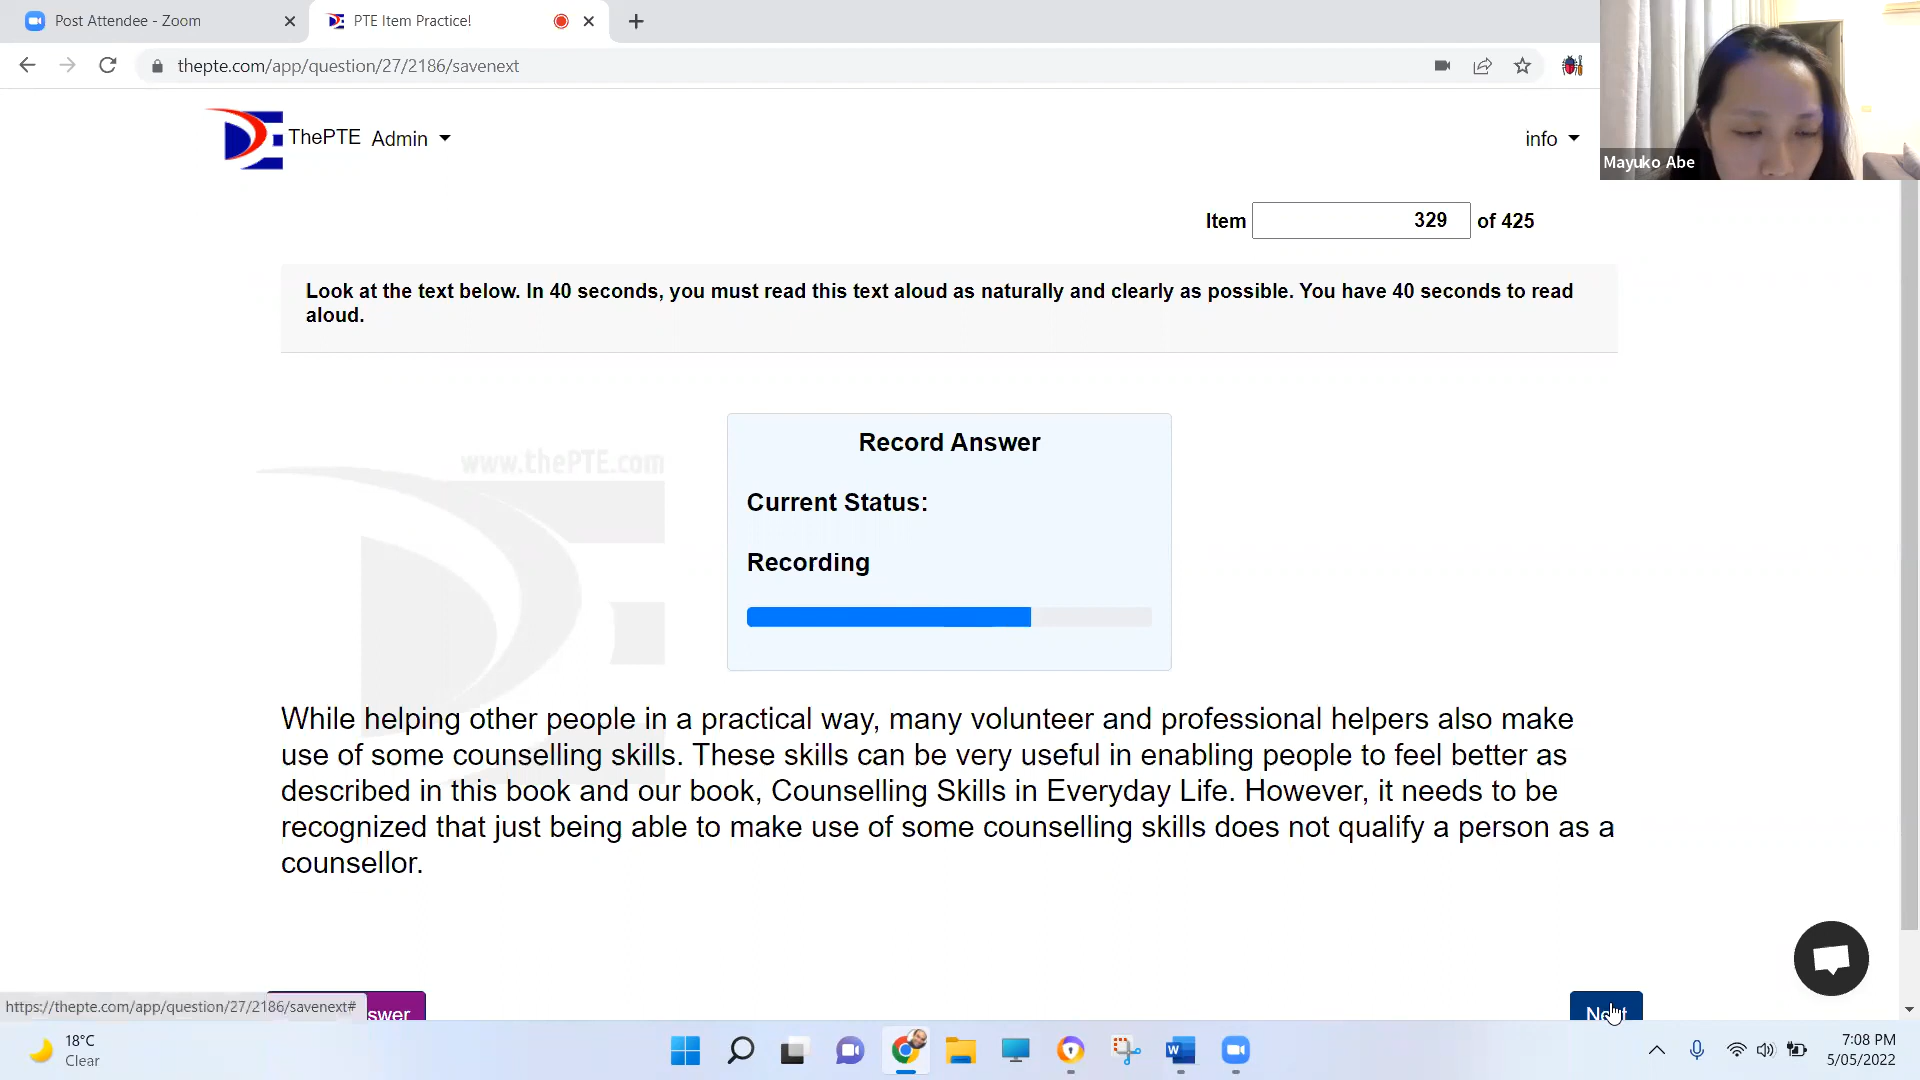 Post Attendee - Zoom
PTE Item Practice!
thepte.com/app/question/27/2186/savenext
ThePTE Admin
info
Mayuko Abe
Item 329 of 425
Look at the text below. In 40 seconds, you must read this text aloud as naturally and clearly as possible. You have 40 seconds to read
aloud.
www.thePTE.com
Record Answer
Current Status:
Recording
While helping other people in a practical way, many volunteer and professional helpers also make
use of some counselling skills. These skills can be very useful in enabling people to feel better as
described in this book and our book, Counselling Skills in Everyday Life. However, it needs to be
recognized that just being able to make use of some counselling skills does not qualify a person as a
counsellor.
https://thepte.com/app/question/27/2186/savenext#
swer
Next
18°C
Clear
7:08 PM
5/05/2022